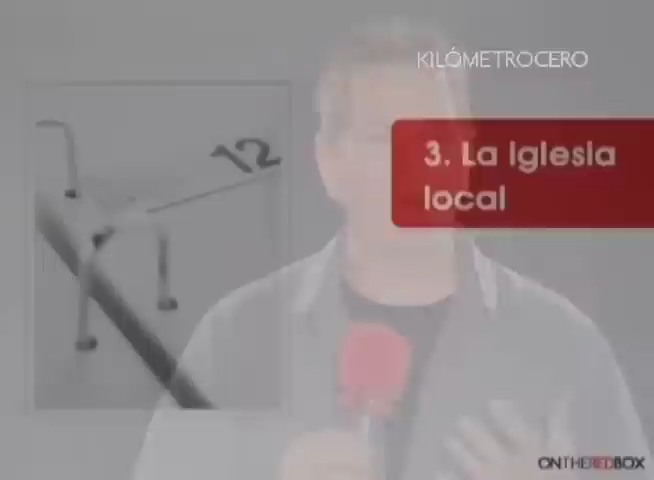 KILÓMETROCERO
3. La iglesia
local
12
ONTHEREDBOX